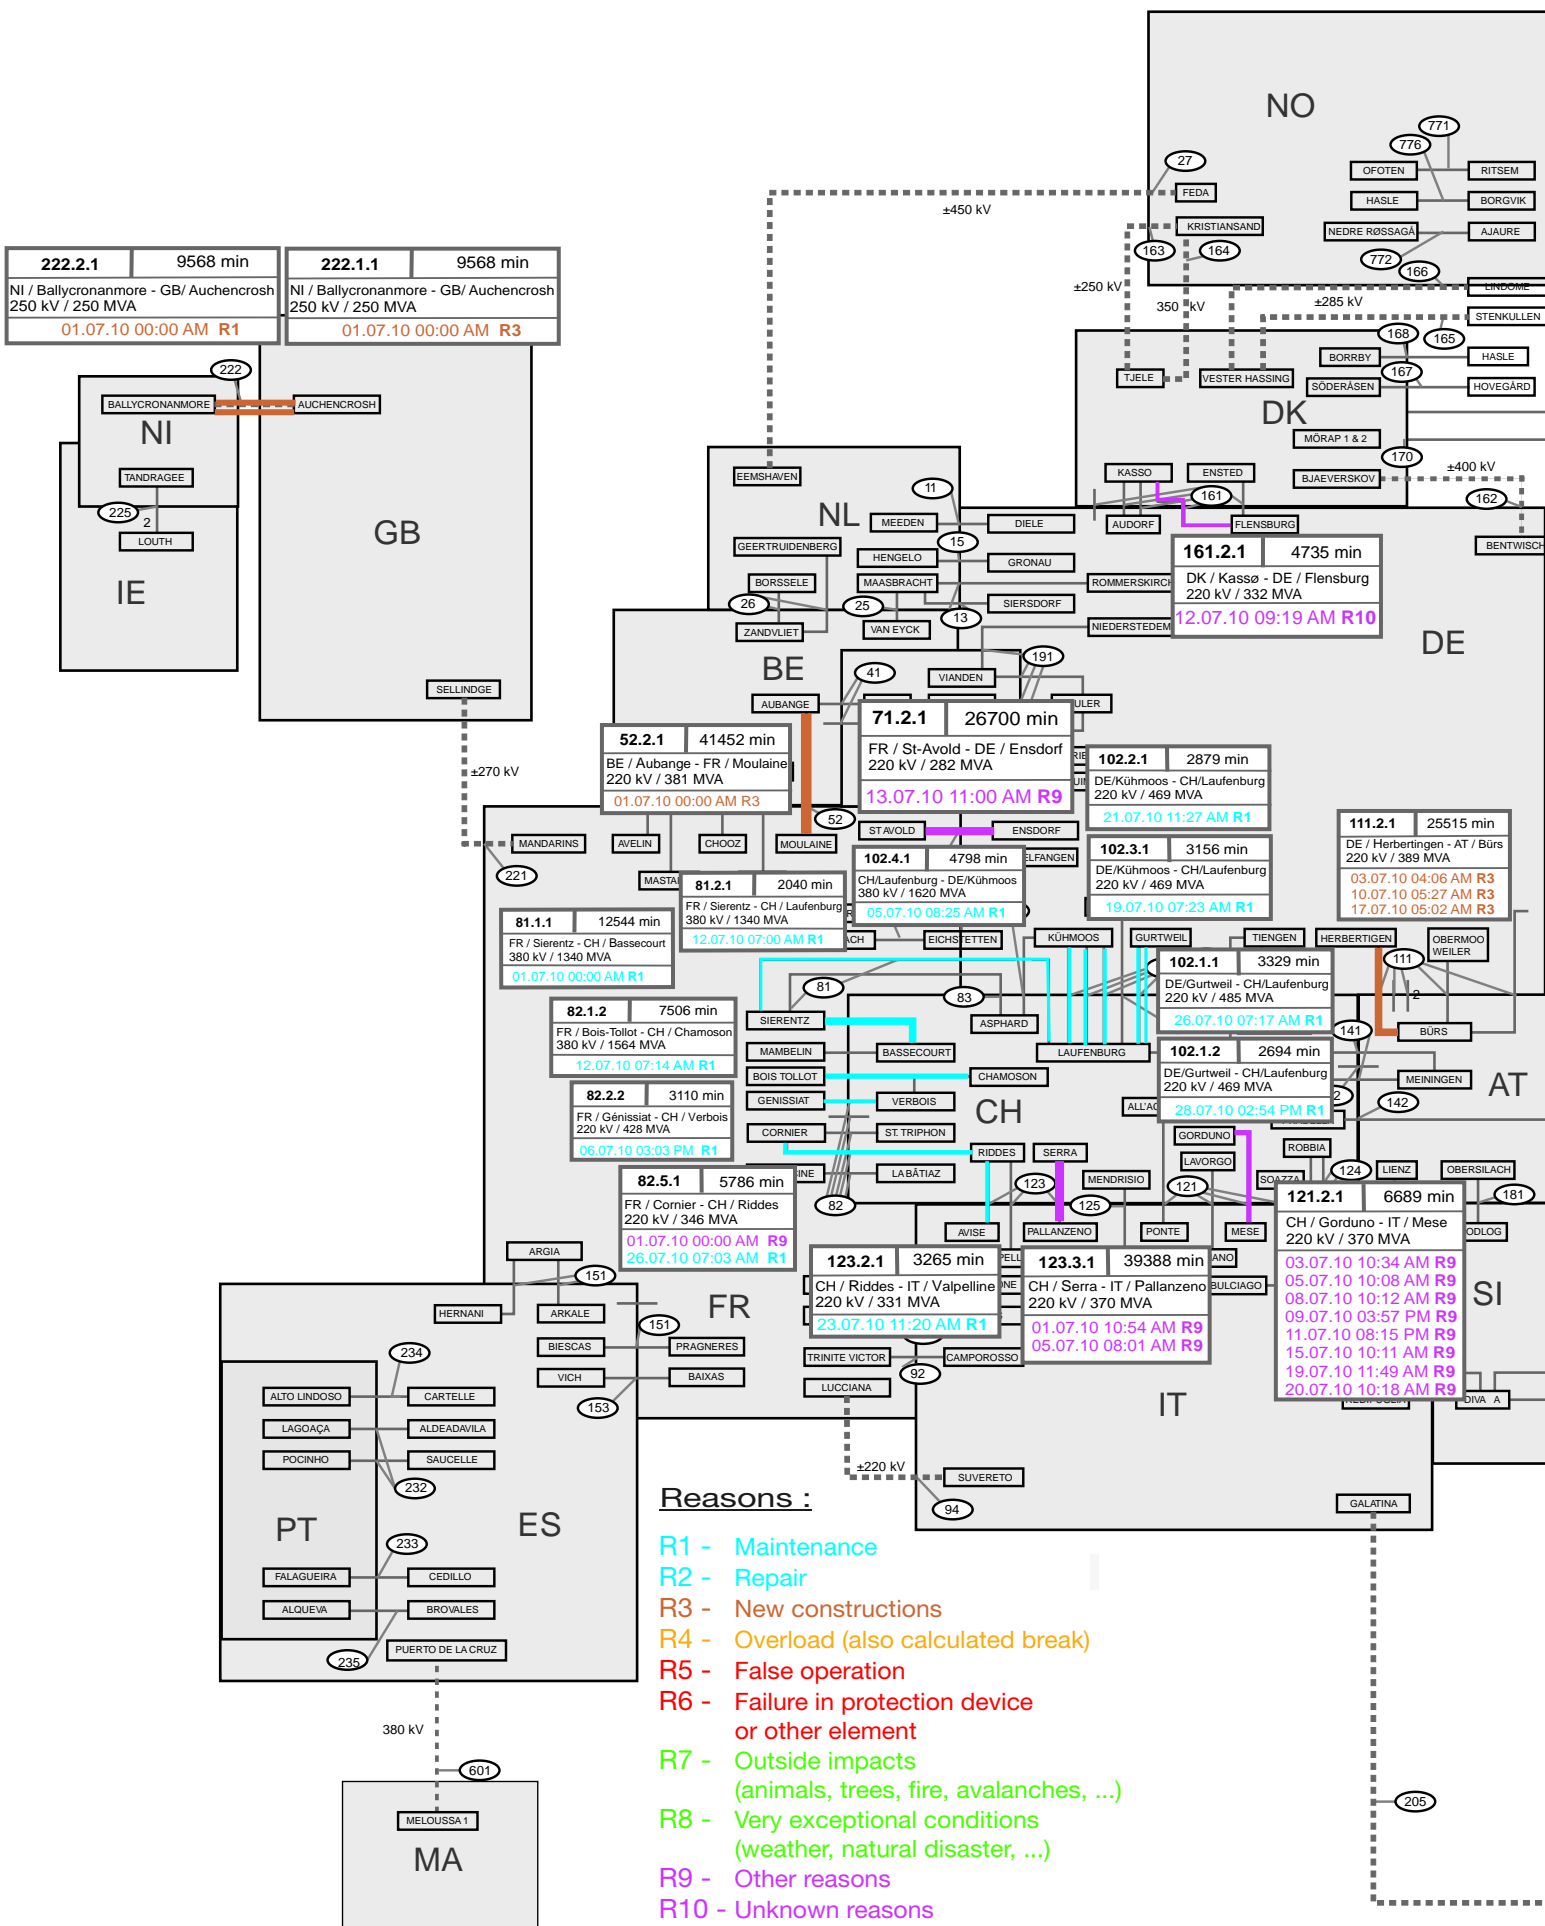 NO
771
776
27
OFOTEN
RITSEM
FEDA
HASLE
BORGVIK
±450 kV
KRISTIANSAND
NEDRE RØSSAGÅ
AJAURE
163
164
772
166
222.2.1
9568 min
NI / Ballycronanmore - GB/ Auchencrosh
250 kV / 250 MVA
01.07.10 00:00 AM R1
222.1.1
9568 min
NI / Ballycronanmore - GB/ Auchencrosh
250 kV / 250 MVA
01.07.10 00:00 AM R3
±250 kV
350 kV
±285 kV
LINDOME
STENKULLEN
168
165
BORRBY
HASLE
222
167
TJELE
VESTER HASSING
SÖDERÅSEN
HOVEGÅRD
BALLYCRONANMORE
AUCHENCROSH
DK
NI
MÖRAP 1 & 2
170
±400 kV
TANDRAGEE
EEMSHAVEN
KASSO
ENSTED
BJAEVERSKOV
11
161
162
225
2
NL
MEEDEN
DIELE
AUDORF
FLENSBURG
GB
LOUTH
15
GEERTRUIDENBERG
HENGELO
GRONAU
BENTWISCH
161.2.1
4735 min
DK / Kassø - DE / Flensburg
220 kV / 332 MVA
12.07.10 09:19 AM R10
BORSSELE
MAASBRACHT
ROMMERSKIRCH
IE
26
25
SIERSDORF
13
ZANDVLIET
VAN EYCK
NIEDERSTEDEM
DE
191
BE
41
VIANDEN
SELLINDGE
AUBANGE
ULER
52.2.1
41452 min
BE / Aubange - FR / Moulaine
220 kV / 381 MVA
01.07.10 00:00 AM R3
71.2.1
26700 min
FR / St-Avold - DE / Ensdorf
220 kV / 282 MVA
13.07.10 11:00 AM R9
102.2.1
2879 min
DE/Kühmoos - CH/Laufenburg
220 kV / 469 MVA
21.07.10 11:27 AM R1
±270 kV
52
111.2.1
25515 min
DE / Herbertingen - AT / Bürs
220 kV / 389 MVA
03.07.10 04:06 AM R3
10.07.10 05:27 AM R3
17.07.10 05:02 AM R3
ST AVOLD
ENSDORF
MANDARINS
AVELIN
CHOOZ
MOULAINE
102.3.1
3156 min
DE/Kühmoos - CH/Laufenburg
220 kV / 469 MVA
19.07.10 07:23 AM R1
102.4.1
4798 min
CH/Laufenburg - DE/Kühmoos
380 kV / 1620 MVA
05.07.10 08:25 AM R1
ELFANGEN
221
MASTAI
81.2.1
2040 min
FR / Sierentz - CH / Laufenburg
380 kV / 1340 MVA
12.07.10 07:00 AM R1
81.1.1
12544 min
FR / Sierentz - CH / Bassecourt
380 kV / 1340 MVA
01.07.10 00:00 AM R1
ACH
EICHSTETTEN
KÜHMOOS
GURTWEIL
TIENGEN
HERBERTIGEN
OBERMOO
WEILER
111
2
81
83
102.1.1
3329 min
DE/Gurtweil - CH/Laufenburg
220 kV / 485 MVA
26.07.10 07:17 AM R1
82.1.2
7506 min
FR / Bois-Tollot - CH / Chamoson
380 kV / 1564 MVA
12.07.10 07:14 AM R1
SIERENTZ
ASPHARD
141
BÜRS
MAMBELIN
BASSECOURT
LAUFENBURG
102.1.2
2694 min
DE/Gurtweil - CH/Laufenburg
220 kV / 469 MVA
28.07.10 02:54 PM R1
BOIS TOLLOT
CHAMOSON
MEININGEN
AT
82.2.2
3110 min
FR / Génissiat - CH / Verbois
220 kV / 428 MVA
06.07.10 03:03 PM R1
GENISSIAT
VERBOIS
CH
ALL'AC
2
142
CORNIER
ST. TRIPHON
GORDUNO
RIDDES
SERRA
ROBBIA
LAVORGO
124
EINE
LA BÂTIAZ
MENDRISIO
SOAZZA
LIENZ
OBERSILACH
82.5.1
5786 min
FR / Cornier - CH / Riddes
220 kV / 346 MVA
01.07.10 00:00 AM R9
26.07.10 07:03 AM R1
123
121
181
82
125
121.2.1
6689 min
CH / Gorduno - IT / Mese
220 kV / 370 MVA
03.07.10 10:34 AM R9
05.07.10 10:08 AM R9
08.07.10 10:12 AM R9
09.07.10 03:57 PM R9
11.07.10 08:15 PM R9
15.07.10 10:11 AM R9
19.07.10 11:49 AM R9
20.07.10 10:18 AM R9
AVISE
PALLANZENO
PONTE
MESE
ODLOG
ARGIA
123.2.1
3265 min
CH / Riddes - IT / Valpelline
220 kV / 331 MVA
23.07.10 11:20 AM R1
PELL
123.3.1
39388 min
CH / Serra - IT / Pallanzeno
220 kV / 370 MVA
01.07.10 10:54 AM R9
05.07.10 08:01 AM R9
ANO
151
ONE
BULCIAGO
SI
HERNANI
ARKALE
FR
151
BIESCAS
PRAGNERES
TRINITE VICTOR
CAMPOROSSO
234
VICH
BAIXAS
92
ALTO LINDOSO
CARTELLE
LUCCIANA
IT
DIVA A
153
LAGOAÇA
ALDEADAVILA
POCINHO
SAUCELLE
±220 kV
SUVERETO
232
94
GALATINA
PT
ES
233
FALAGUEIRA
CEDILLO
ALQUEVA
BROVALES
PUERTO DE LA CRUZ
235
380 kV
601
MELOUSSA 1
MA
205
Reasons :
R1 - Maintenance
R2 - Repair
R3 - New constructions
R4 - Overload (also calculated break)
R5 - False operation
R6 - Failure in protection device
or other element
R7 - Outside impacts
(animals, trees, fire, avalanches, ...)
R8 - Very exceptional conditions
(weather, natural disaster, ...)
R9 - Other reasons
R10 - Unknown reasons